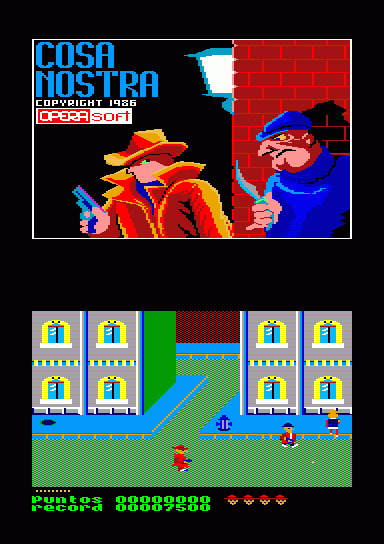 COSA
NOSTRA
COPYRIGHT 1986
OPERA soft
Puntos 00000000
record 00007500